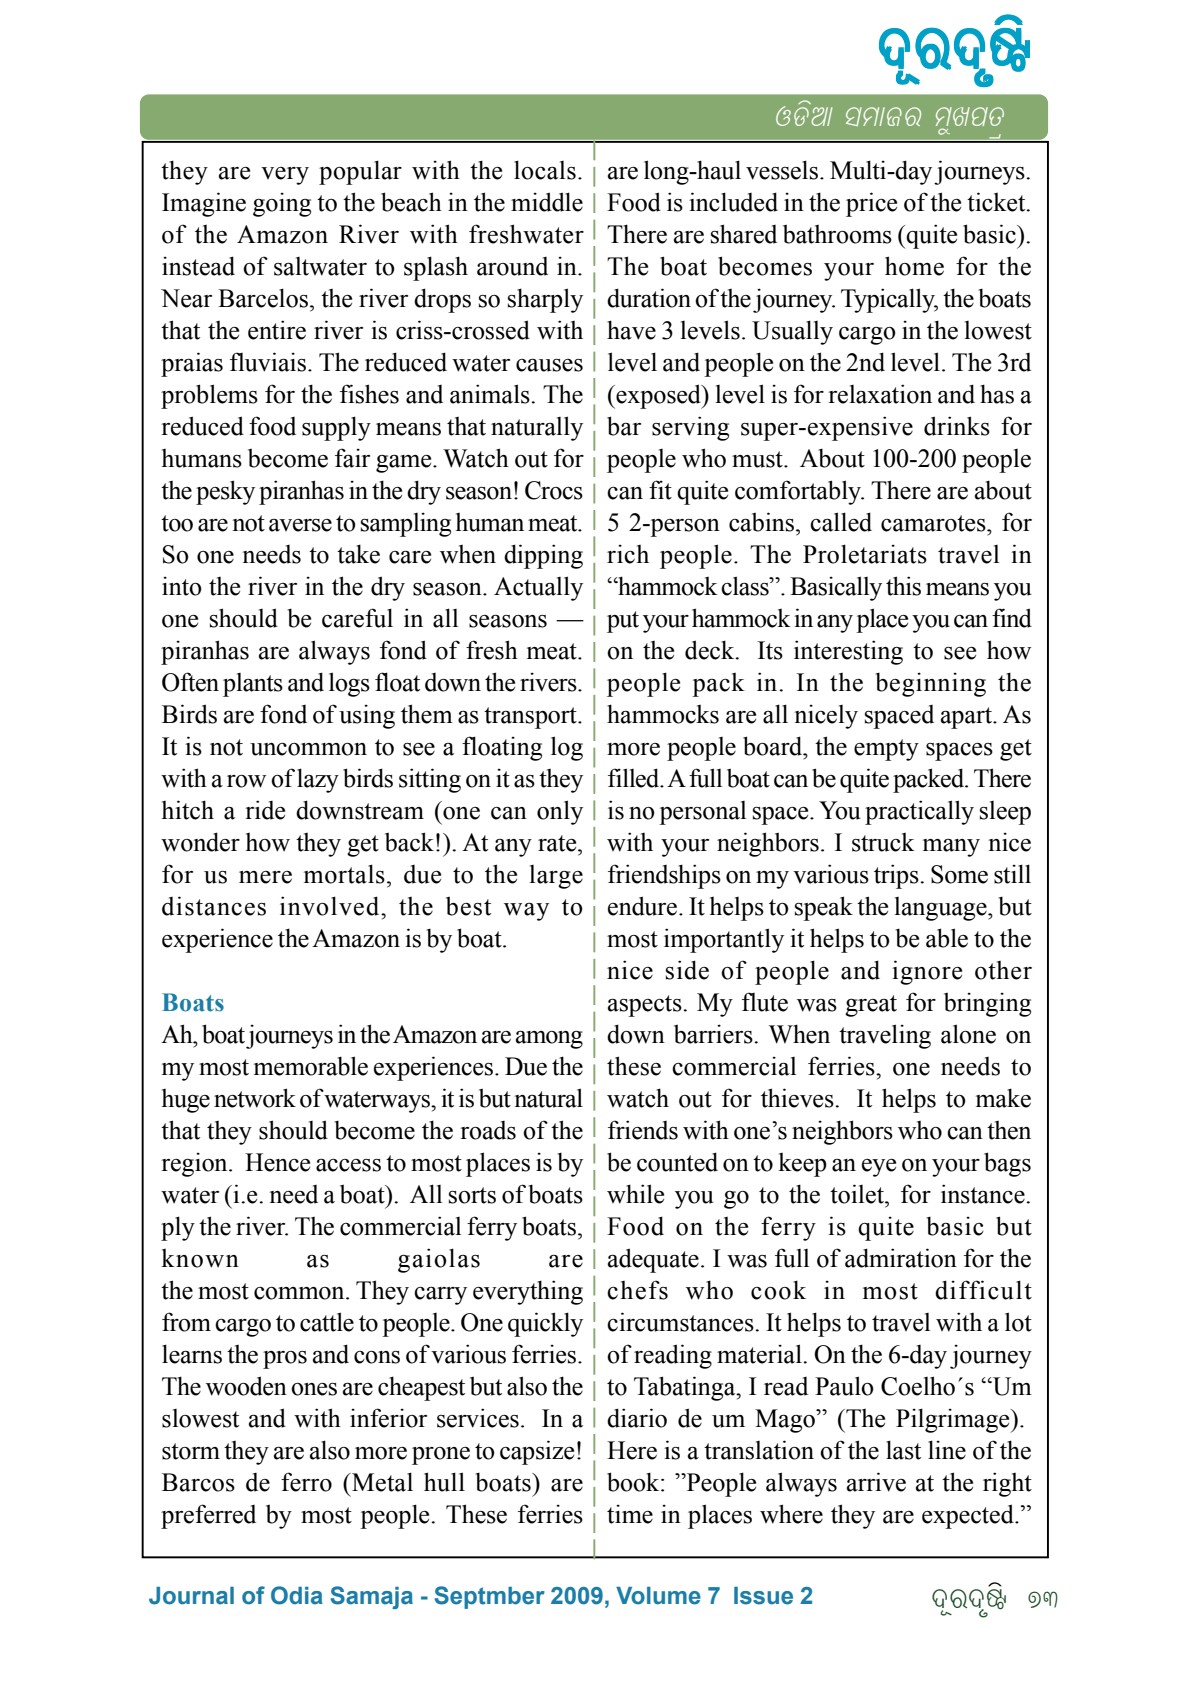 ଦୂରଦୃଷ୍ଟି
ଓଡିଆ ସମାଜର ମୁଖପତ୍ର
they are very popular with the locals.
Imagine going to the beach in the middle
of the Amazon River with freshwater
instead of saltwater to splash around in.
Near Barcelos, the river drops so sharply
that the entire river is criss-crossed with
praias fluviais. The reduced water causes
problems for the fishes and animals. The
reduced food supply means that naturally
humans become fair game. Watch out for
the pesky piranhas in the dry season! Crocs
too are not averse to sampling human meat.
So one needs to take care when dipping
into the river in the dry season. Actually
one should be careful in all seasons —
piranhas are always fond of fresh meat.
Often plants and logs float down the rivers.
Birds are fond of using them as transport.
It is not uncommon to see a floating log
with a row of lazy birds sitting on it as they
hitch a ride downstream (one can only
wonder how they get back!). At any rate,
for us mere mortals, due to the large
distances involved, the best way to
experience the Amazon is by boat.
Boats
Ah, boat journeys in the Amazon are among
my most memorable experiences. Due the
huge network of waterways, it is but natural
that they should become the roads of the
region. Hence access to most places is by
water (i.e. need a boat). All sorts of boats
ply the river. The commercial ferry boats,
known as gaiolas are
the most common. They carry everything
from cargo to cattle to people. One quickly
learns the pros and cons of various ferries.
The wooden ones are cheapest but also the
slowest and with inferior services. In a
storm they are also more prone to capsize!
Barcos de ferro (Metal hull boats) are
preferred by most people. These ferries
are long-haul vessels. Multi-day journeys.
Food is included in the price of the ticket.
There are shared bathrooms (quite basic).
The boat becomes your home for the
duration of the journey. Typically, the boats
have 3 levels. Usually cargo in the lowest
level and people on the 2nd level. The 3rd
(exposed) level is for relaxation and has a
bar serving super-expensive drinks for
people who must. About 100-200 people
can fit quite comfortably. There are about
5 2-person cabins, called camarotes, for
rich people. The Proletariats travel in
“hammock class”. Basically this means you
put your hammock in any place you can find
on the deck. Its interesting to see how
people pack in. In the beginning the
hammocks are all nicely spaced apart. As
more people board, the empty spaces get
filled. A full boat can be quite packed. There
is no personal space. You practically sleep
with your neighbors. I struck many nice
friendships on my various trips. Some still
endure. It helps to speak the language, but
most importantly it helps to be able to the
nice side of people and ignore other
aspects. My flute was great for bringing
down barriers. When traveling alone on
these commercial ferries, one needs to
watch out for thieves. It helps to make
friends with one’s neighbors who can then
be counted on to keep an eye on your bags
while you go to the toilet, for instance.
Food on the ferry is quite basic but
adequate. I was full of admiration for the
chefs who cook in most difficult
circumstances. It helps to travel with a lot
of reading material. On the 6-day journey
to Tabatinga, I read Paulo Coelho´s “Um
diario de um Mago” (The Pilgrimage).
Here is a translation of the last line of the
book: ”People always arrive at the right
time in places where they are expected.”
Journal of Odia Samaja - Septmber 2009, Volume 7 Issue 2
ଦୂରଦୃଷ୍ଟି ୭୩